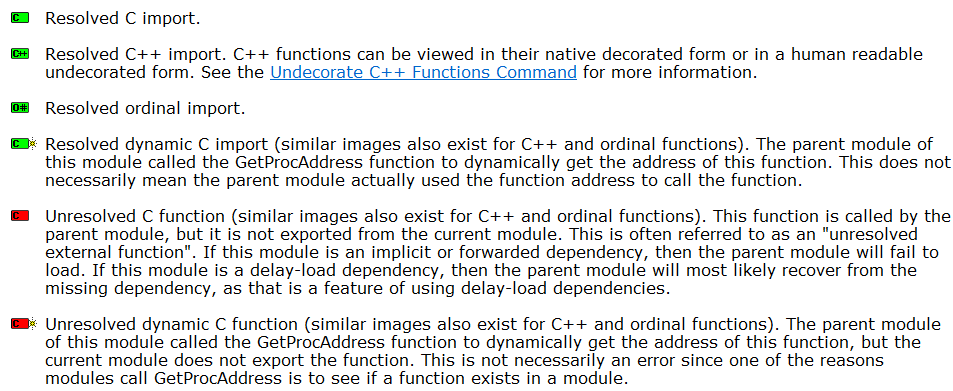 C Resolved C import.
C++ Resolved C++ import. C++ functions can be viewed in their native decorated form or in a human readable
undecorated form. See the Undecorate C++ Functions Command for more information.
O# Resolved ordinal import.
C Resolved dynamic C import (similar images also exist for C++ and ordinal functions). The parent module of
this module called the GetProcAddress function to dynamically get the address of this function. This does not
necessarily mean the parent module actually used the function address to call the function.
C Unresolved C function (similar images also exist for C++ and ordinal functions). This function is called by the
parent module, but it is not exported from the current module. This is often referred to as an "unresolved
external function". If this module is an implicit or forwarded dependency, then the parent module will fail to
load. If this module is a delay-load dependency, then the parent module will most likely recover from the
missing dependency, as that is a feature of using delay-load dependencies.
C Unresolved dynamic C function (similar images also exist for C++ and ordinal functions). The parent module
of this module called the GetProcAddress function to dynamically get the address of this function, but the
current module does not export the function. This is not necessarily an error since one of the reasons
modules call GetProcAddress is to see if a function exists in a module.